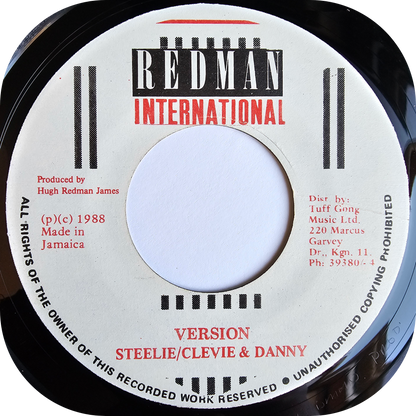 REDMAN
INTERNATIONAL
Produced by
Hugh Redman James
(p)(c) 1988
Made in
Jamaica
Dist by:
Tuff Gong
Music Ltd.
220 Marcus
Garvey
Dr., Kgn. 11.
Ph: 39380/-4
VERSION
STEELIE/CLEVIE & DANNY
ALL RIGHTS OF THE OWNER OF THIS RECORDED WORK RESERVED ● UNAUTHORISED COPYING PROHIBITED